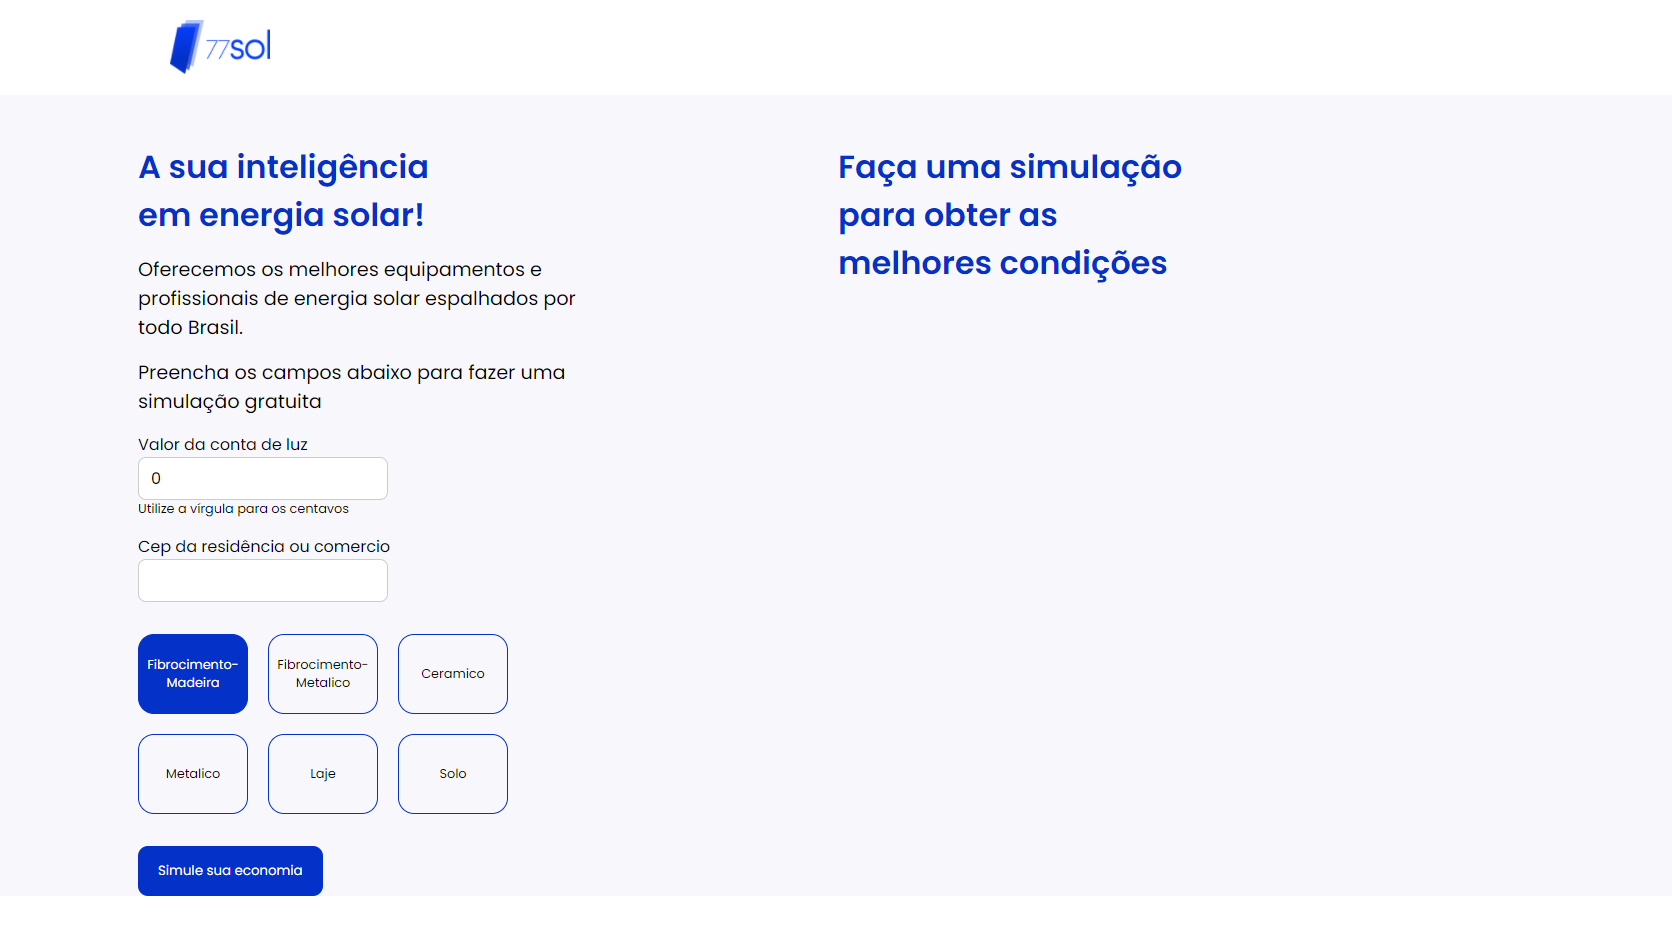 77sol
A sua inteligência
em energia solar!
Oferecemos os melhores equipamentos e
profissionais de energia solar espalhados por
todo Brasil.
Preencha os campos abaixo para fazer uma
simulação gratuita
Valor da conta de luz
0
Utilize a vírgula para os centavos
Cep da residência ou comercio
Fibrocimento-
Madeira
Fibrocimento-
Metalico
Ceramico
Metalico
Laje
Solo
Simule sua economia
Faça uma simulação
para obter as
melhores condições